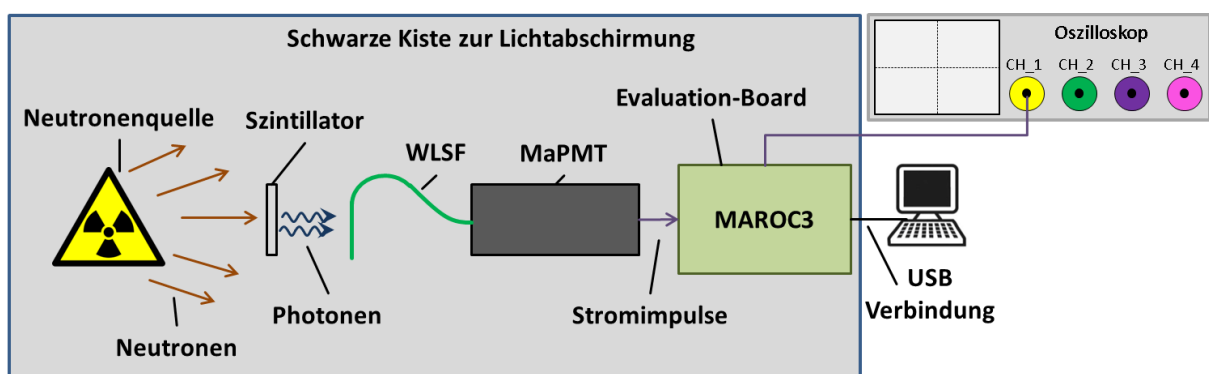 Schwarze Kiste zur Lichtabschirmung
Oszilloskop
CH_1 CH_2 CH_3 CH_4
Neutronenquelle
Szintillator
WLSF
MaPMT
Evaluation-Board
MAROC3
Photonen
Neutronen
Stromimpulse
USB
Verbindung